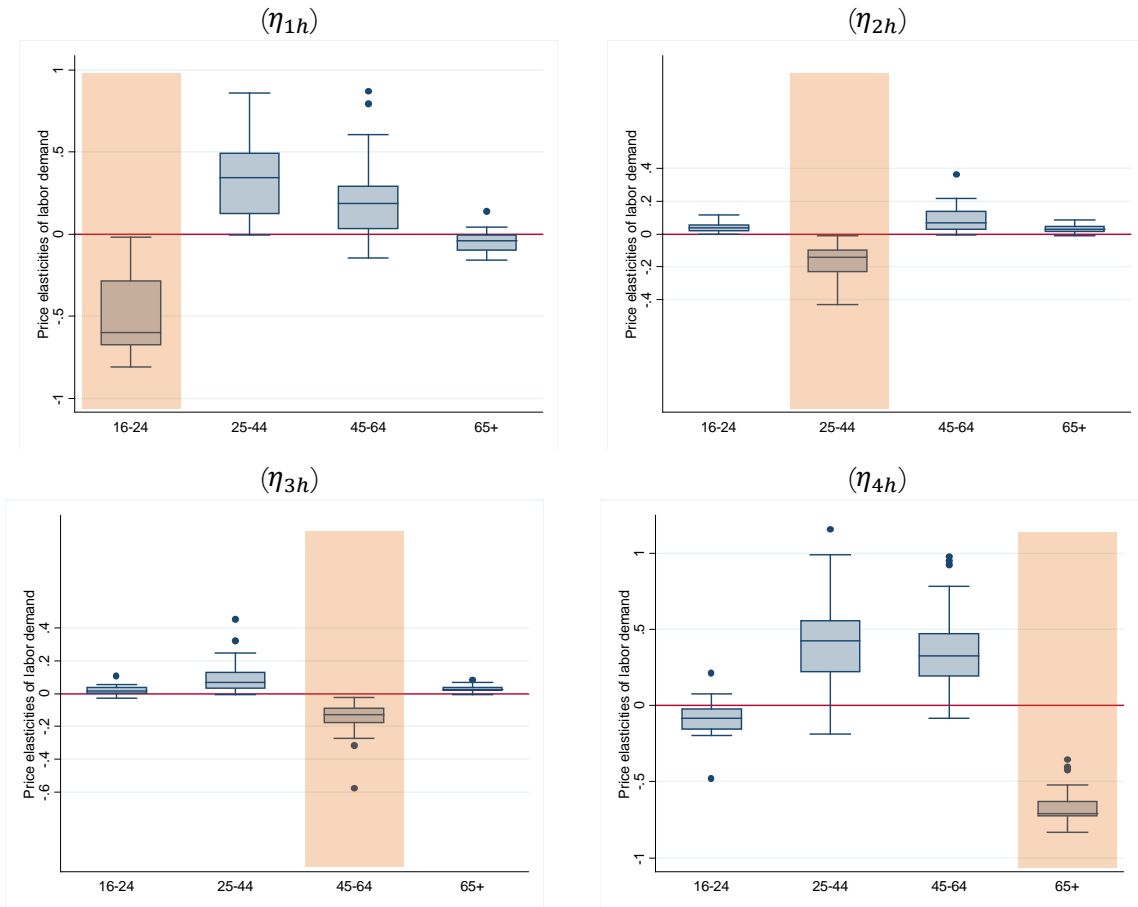 (η1h)
Price elasticities of labor demand
1
.5
0
-.5
-1
16-24 25-44 45-64 65+
(η2h)
Price elasticities of labor demand
.4
.2
0
-.2
-.4
16-24 25-44 45-64 65+
(η3h)
Price elasticities of labor demand
.4
.2
0
-.2
-.4
-.6
16-24 25-44 45-64 65+
(η4h)
Price elasticities of labor demand
1
.5
0
-.5
-1
16-24 25-44 45-64 65+